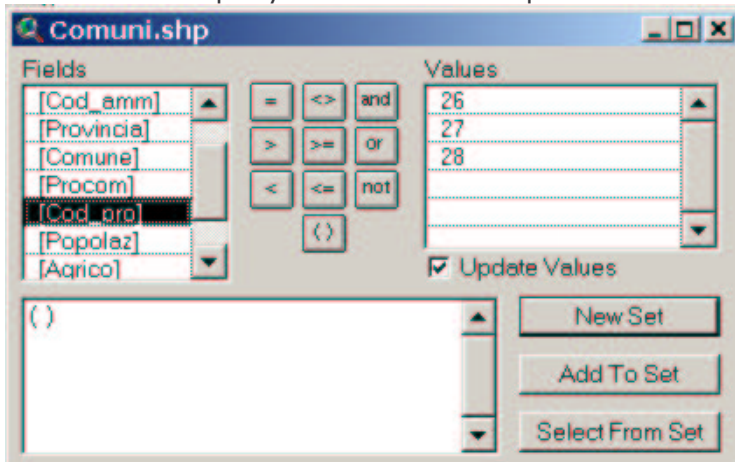 Comuni.shp
Fields
[Cod_amm]
[Provincia]
[Comune]
[Procom]
[Cod_pro]
[Popolaz]
[Agrico]
= <> and
> >= or
< <= not
( )
Values
26
27
28
Update Values
( )
New Set
Add To Set
Select From Set